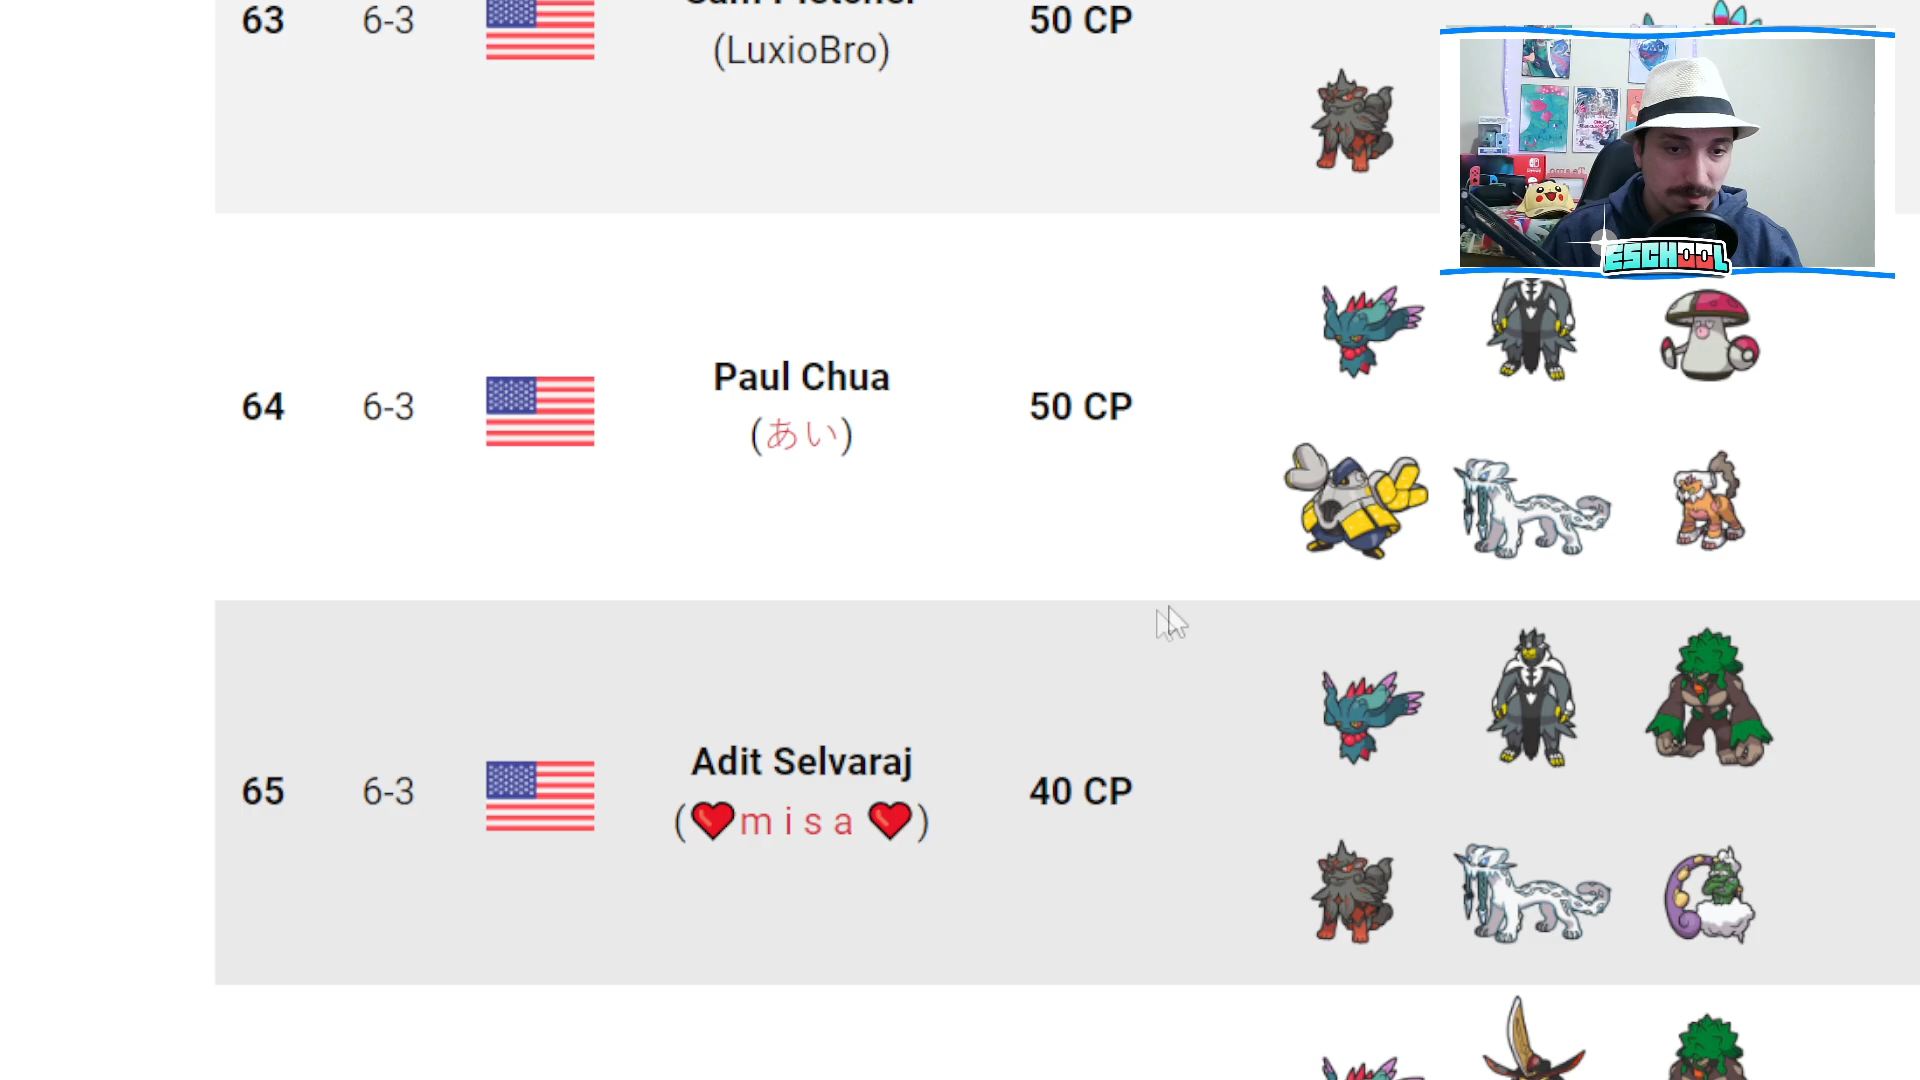 63 6-3 50 CP
(LuxioBro)
ESCHOOL
64 6-3 Paul Chua 50 CP
(あい)
65 6-3 Adit Selvaraj 40 CP
(❤️misa❤️)